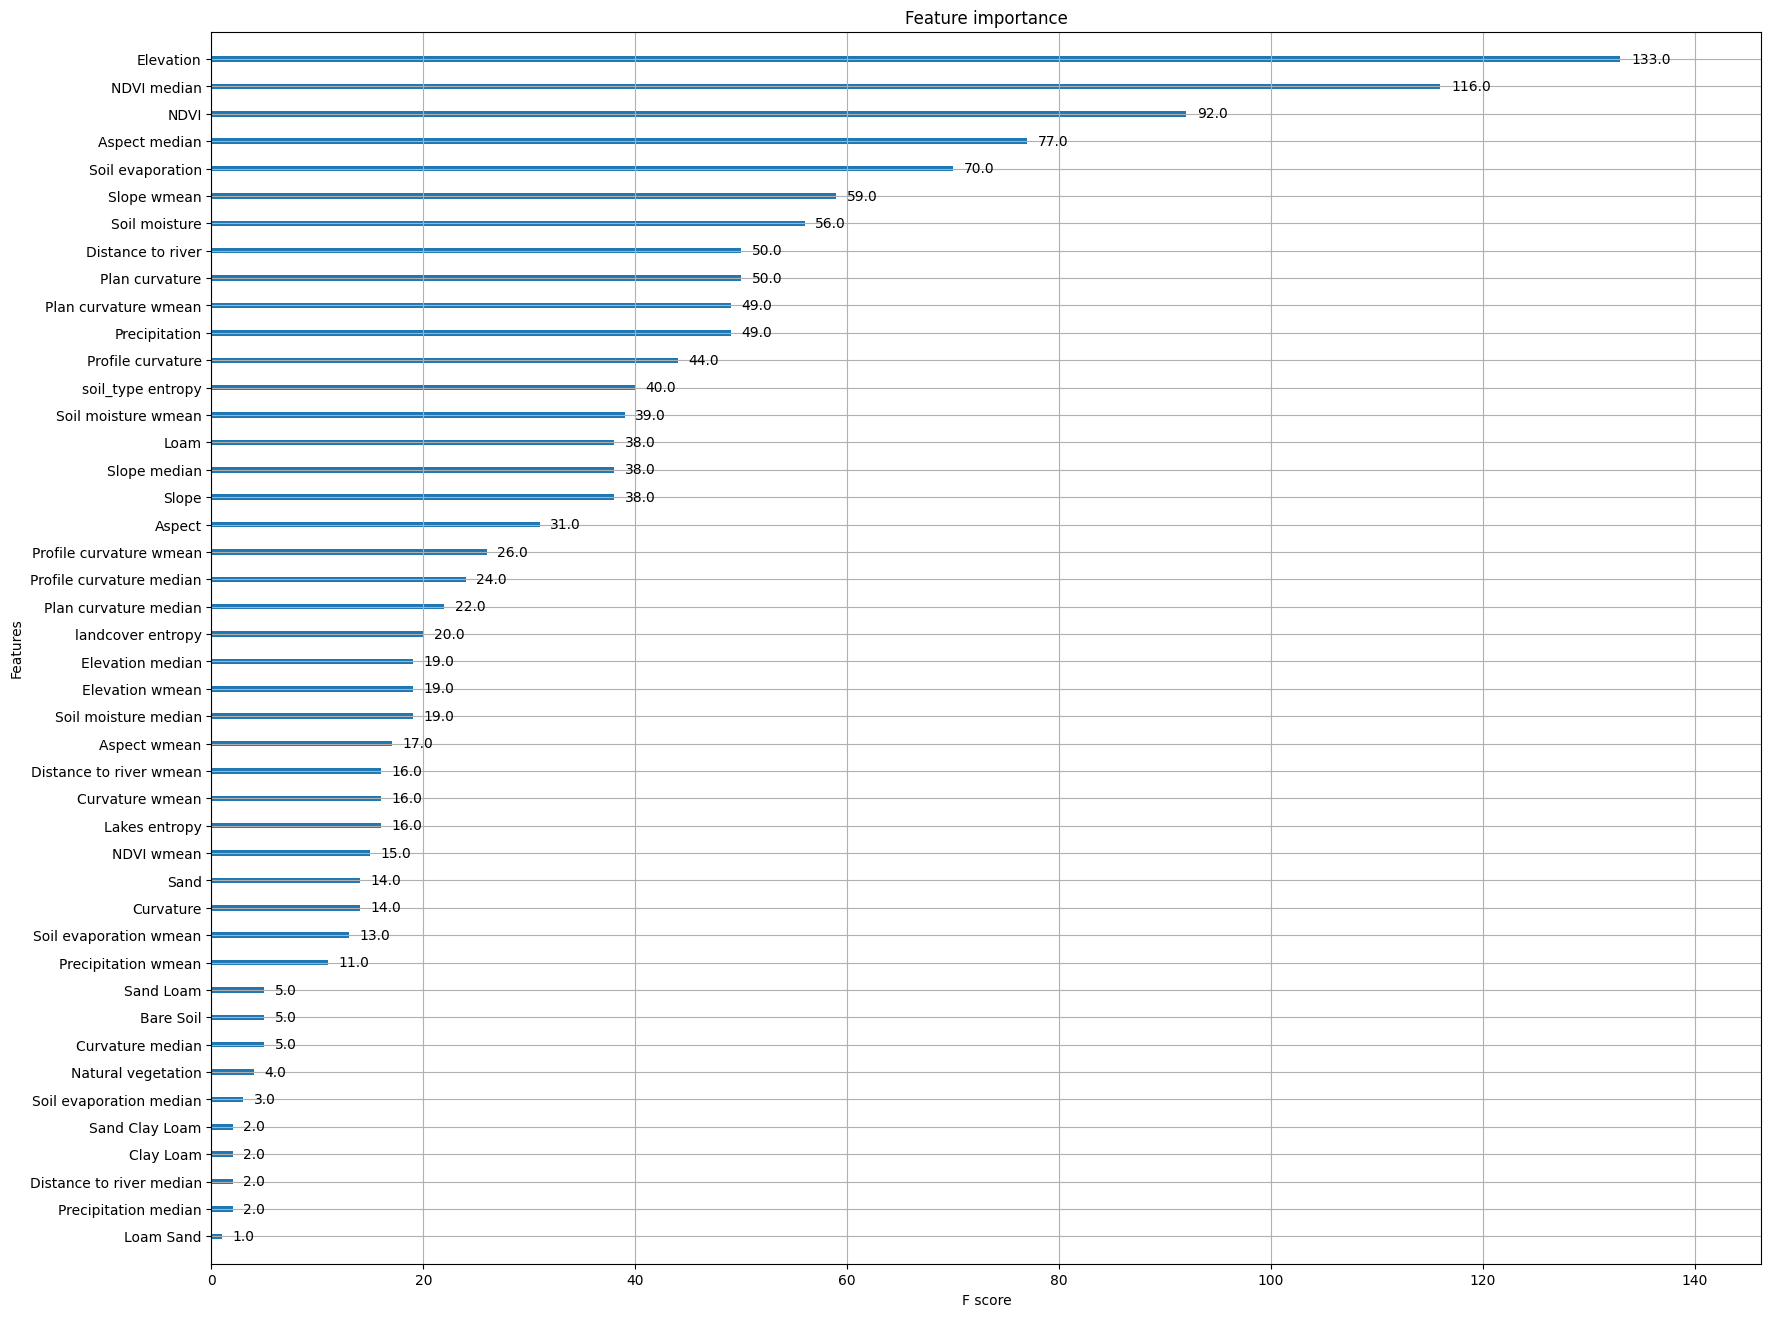 Feature importance
Elevation 133.0
NDVI median 116.0
NDVI 92.0
Aspect median 77.0
Soil evaporation 70.0
Slope wmean 59.0
Soil moisture 56.0
Distance to river 50.0
Plan curvature 50.0
Plan curvature wmean 49.0
Precipitation 49.0
Profile curvature 44.0
soil_type entropy 40.0
Soil moisture wmean 39.0
Loam 38.0
Slope median 38.0
Slope 38.0
Aspect 31.0
Profile curvature wmean 26.0
Profile curvature median 24.0
Plan curvature median 22.0
landcover entropy 20.0
Elevation median 19.0
Elevation wmean 19.0
Soil moisture median 19.0
Aspect wmean 17.0
Distance to river wmean 16.0
Curvature wmean 16.0
Lakes entropy 16.0
NDVI wmean 15.0
Sand 14.0
Curvature 14.0
Soil evaporation wmean 13.0
Precipitation wmean 11.0
Sand Loam 5.0
Bare Soil 5.0
Curvature median 5.0
Natural vegetation 4.0
Soil evaporation median 3.0
Sand Clay Loam 2.0
Clay Loam 2.0
Distance to river median 2.0
Precipitation median 2.0
Loam Sand 1.0
Features
0 20 40 60 80 100 120 140
F score